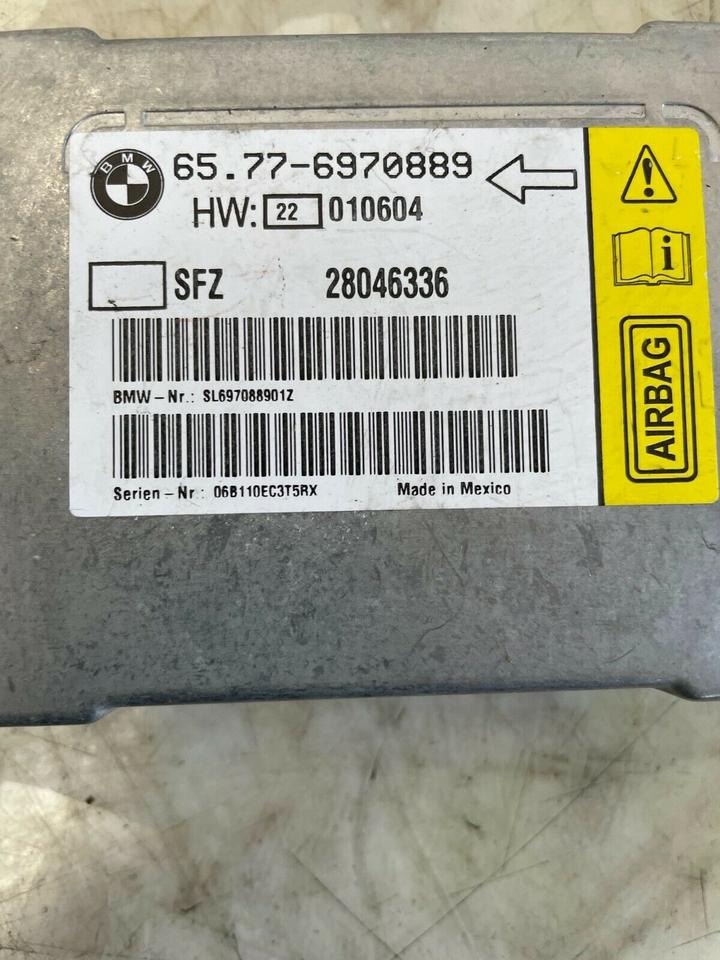 BMW 65.77-6970889
HW: 22 010604
SFZ 28046336
BMW-Nr.: SL697088901Z
Serien-Nr.: 06B110EC3T5RX Made in Mexico
i
AIRBAG